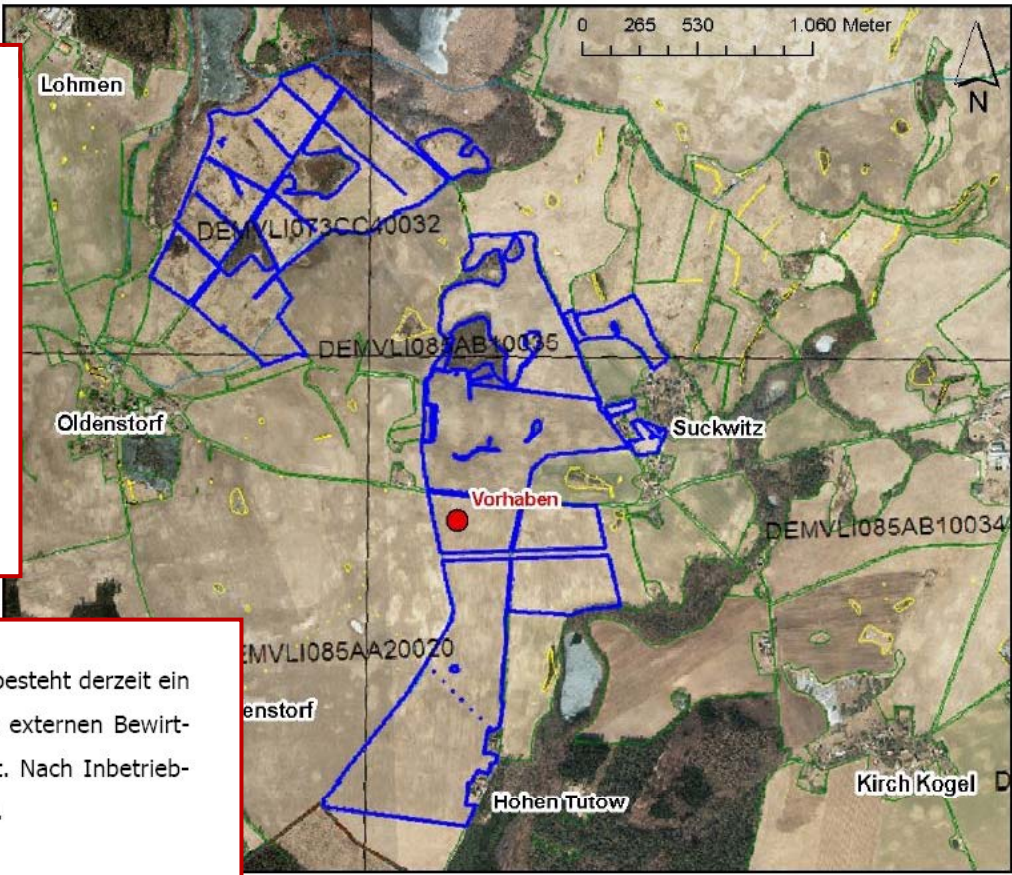 0 265 530 1.060 Meter
N
Lohmen
DEMVLI073CC40032
DEMVLI085AB10035
Oldenstorf
Suckwitz
Vorhaben
DEMVLI085AB10034
EMVLI085AA20020
enstorf
Kirch Kogel D
Hohen Tutow
besteht derzeit ein
externen Bewirt-
t. Nach Inbetrieb-